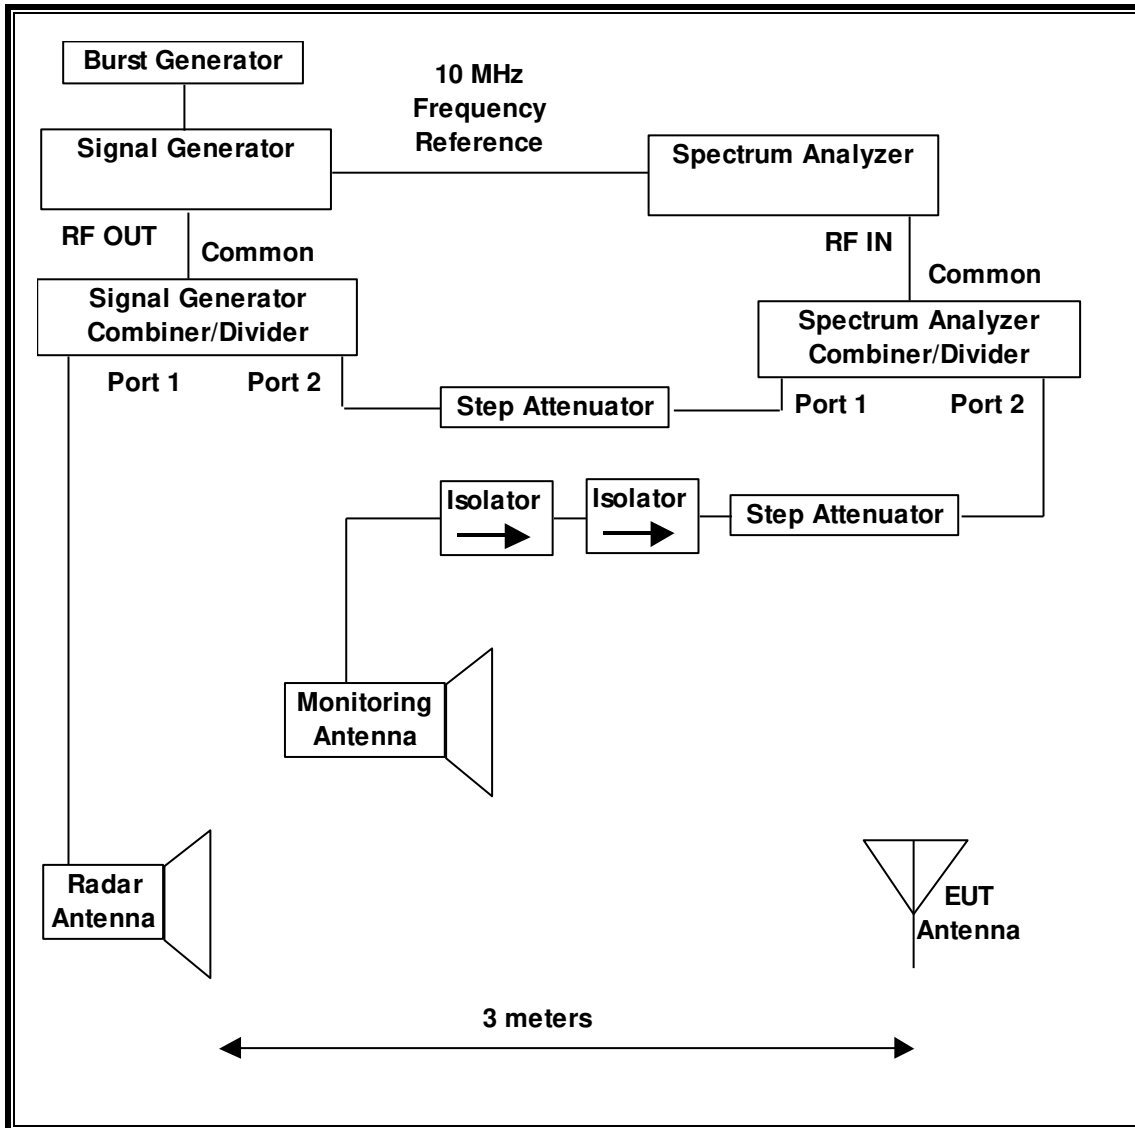 Burst Generator
10 MHz
Frequency
Reference
Signal Generator
Spectrum Analyzer
RF OUT
Common
RF IN
Common
Signal Generator
Combiner/Divider
Spectrum Analyzer
Combiner/Divider
Port 1
Port 2
Step Attenuator
Port 1
Port 2
Isolator
Isolator
Step Attenuator
Monitoring
Antenna
Radar
Antenna
EUT
Antenna
3 meters